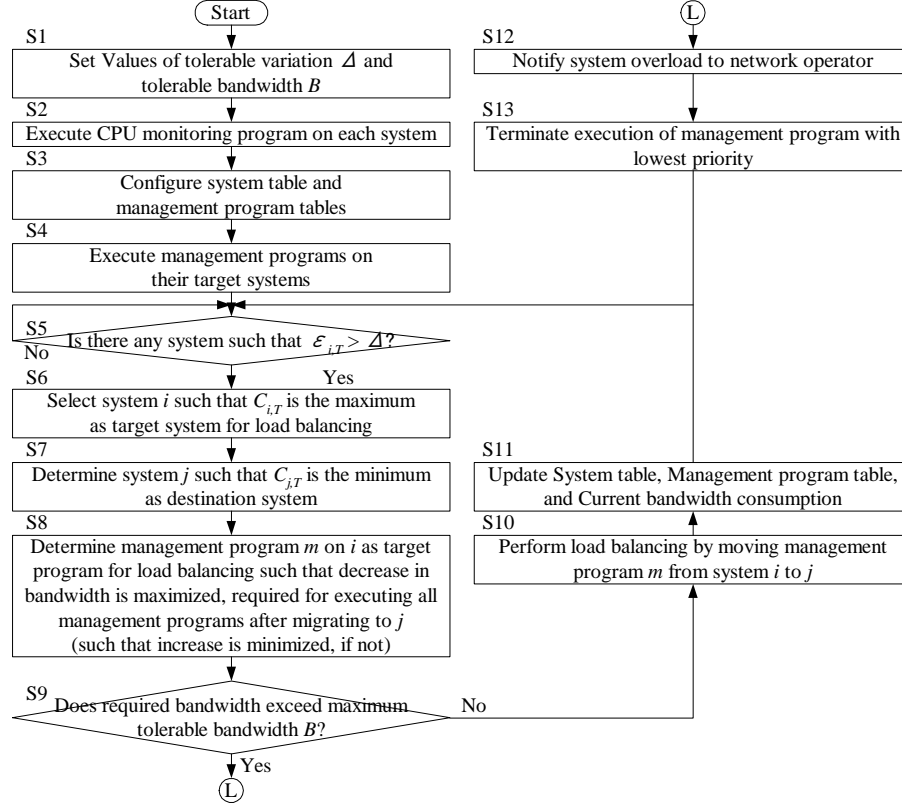 Start
S1
Set Values of tolerable variation Δ and
tolerable bandwidth B
S2
Execute CPU monitoring program on each system
S3
Configure system table and
management program tables
S4
Execute management programs on
their target systems
S5
Is there any system such that ε i,T > Δ?
No
Yes
S6
Select system i such that C i,T is the maximum
as target system for load balancing
S7
Determine system j such that C j,T is the minimum
as destination system
S8
Determine management program m on i as target
program for load balancing such that decrease in
bandwidth is maximized, required for executing all
management programs after migrating to j
(such that increase is minimized, if not)
S9
Does required bandwidth exceed maximum
tolerable bandwidth B?
No
Yes
L
L
S12
Notify system overload to network operator
S13
Terminate execution of management program with
lowest priority
S11
Update System table, Management program table,
and Current bandwidth consumption
S10
Perform load balancing by moving management
program m from system i to j